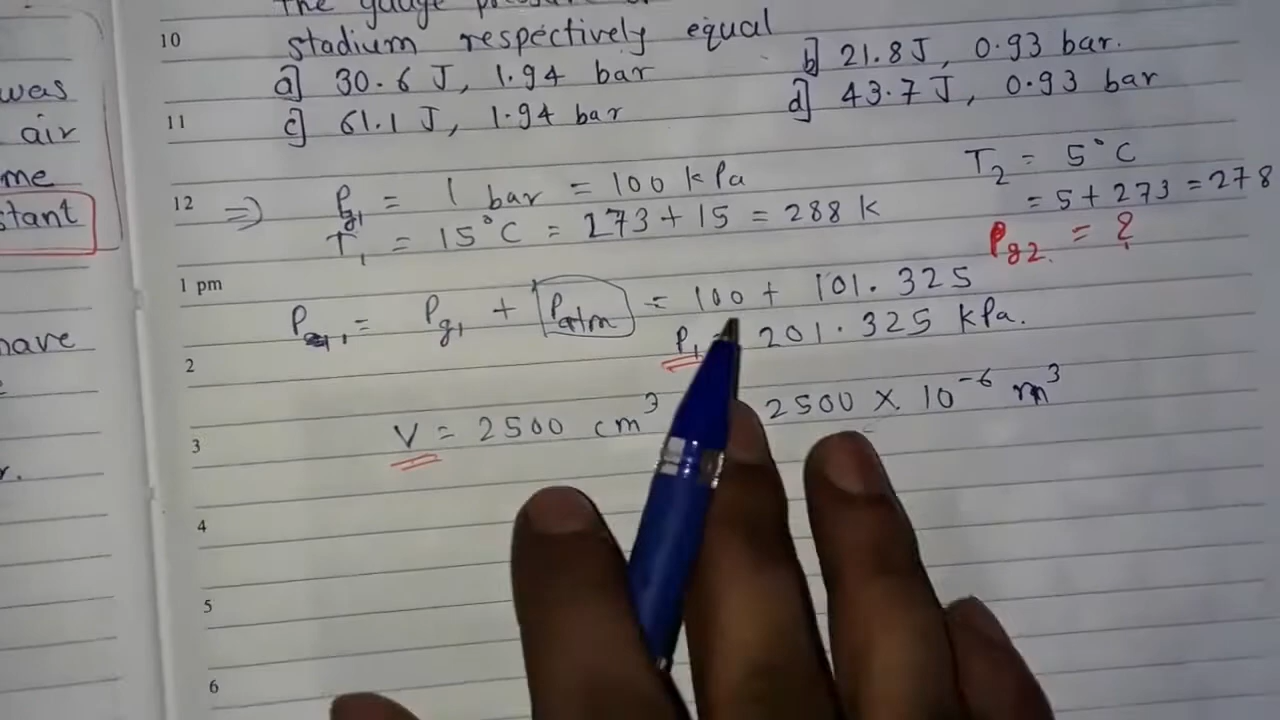 the gauge
10 stadium respectively equal
a] 30.6 J, 1.94 bar b] 21.8 J, 0.93 bar.
11 c] 61.1 J, 1.94 bar d] 43.7 J, 0.93 bar
was
air
me
stant
have
r.
12 ⇒ Pg1 = 1 bar = 100 kPa T2 = 5°C
T1 = 15°C = 273 + 15 = 288 K = 5 + 273 = 278
Pg2. = ?
1 pm
P1 = Pg1 + Patm = 100 + 101.325
2 P1 = 201.325 kPa.
3 V = 2500 cm³ 2500 × 10⁻⁶ m³
4
5
6